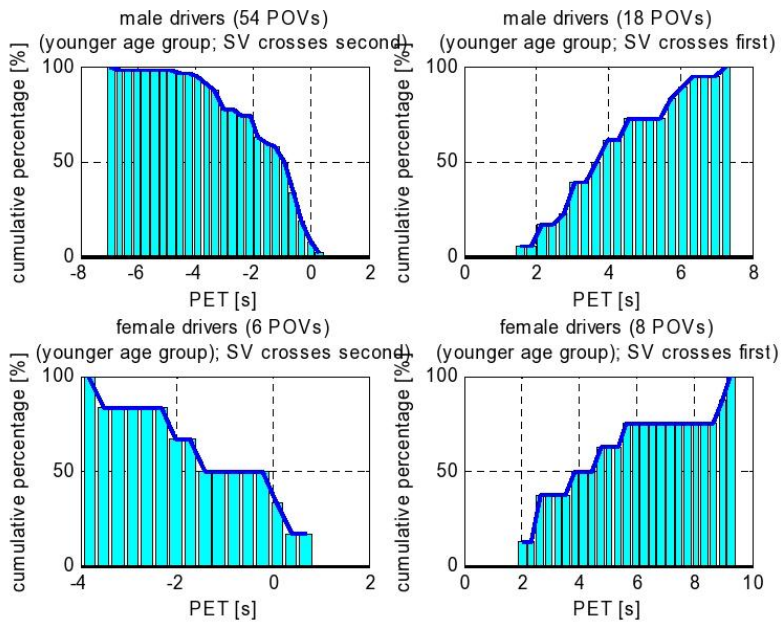 male drivers (54 POVs)
(younger age group; SV crosses second)
cumulative percentage [%]
100
50
0
-8
-6
-4
-2
0
2
PET [s]
male drivers (18 POVs)
(younger age group; SV crosses first)
cumulative percentage [%]
100
50
0
0
2
4
6
8
PET [s]
female drivers (6 POVs)
(younger age group); SV crosses second)
cumulative percentage [%]
100
50
0
-4
-2
0
2
PET [s]
female drivers (8 POVs)
(younger age group); SV crosses first)
cumulative percentage [%]
100
50
0
0
2
4
6
8
10
PET [s]